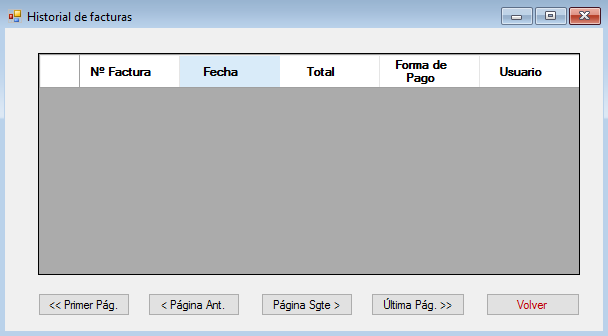 Historial de facturas
Nº Factura Fecha Total Forma de Pago Usuario
<< Primer Pág. < Página Ant. Página Sgte > Última Pág. >> Volver